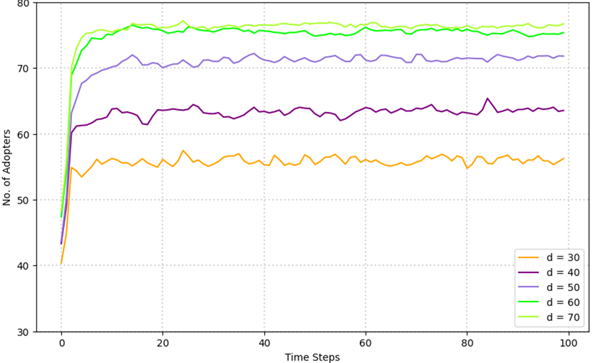 80
70
60
50
40
30
No. of Adopters
0
20
40
60
80
100
Time Steps
d = 30
d = 40
d = 50
d = 60
d = 70